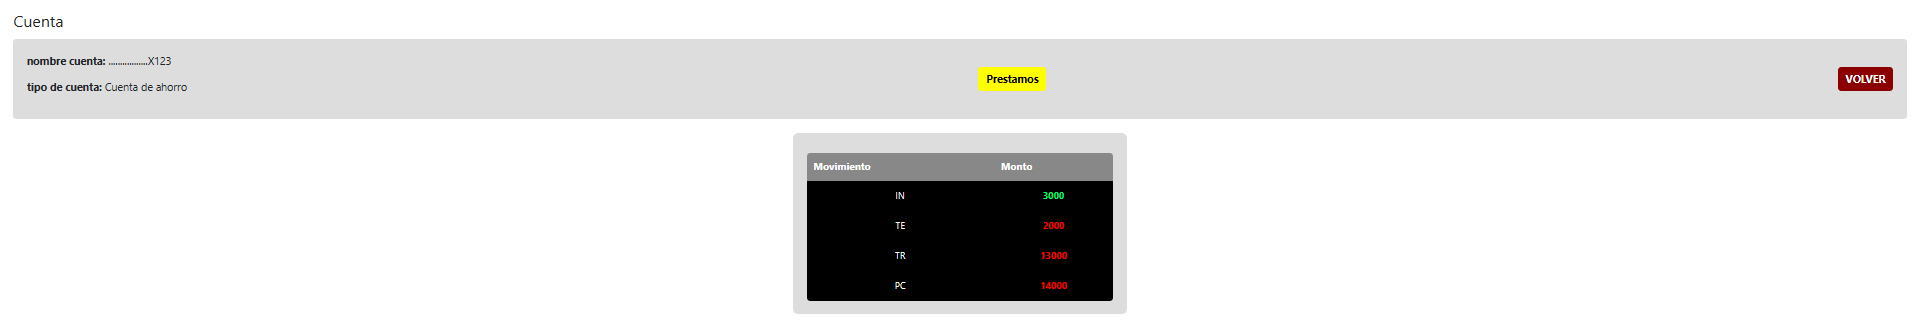 Cuenta
nombre cuenta: .................X123
tipo de cuenta: Cuenta de ahorro
Prestamos
VOLVER
Movimiento Monto
IN 3000
TE 2000
TR 13000
PC 14000